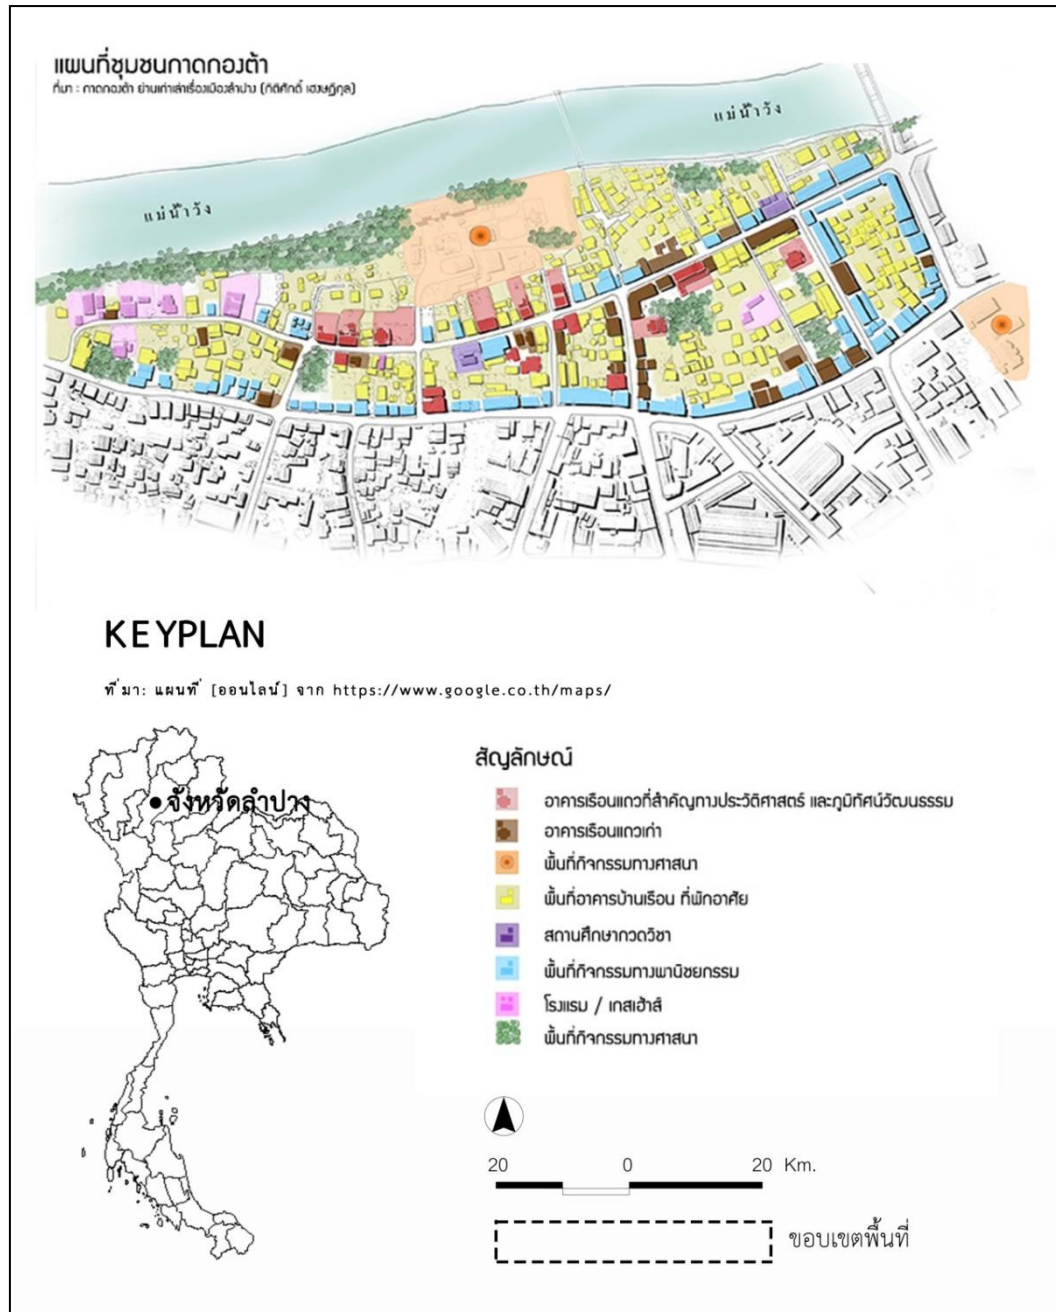 แผนที่ชุมชนกาดกองต้า
ที่มา : กาดกองต้า ย่านเก่าเล่าเรื่องเมืองลำปาง (กิติศักดิ์ เฮงษฎีกุล)
แม่น้ำวัง
แม่น้ำวัง
KEYPLAN
ที่มา: แผนที่ [ออนไลน์] จาก https://www.google.co.th/maps/
จังหวัดลำปาง
สัญลักษณ์
อาคารเรือนแถวที่สำคัญทางประวัติศาสตร์ และภูมิทัศน์วัฒนธรรม
อาคารเรือนแถวเก่า
พื้นที่กิจกรรมทางศาสนา
พื้นที่อาคารบ้านเรือน ที่พักอาศัย
สถานศึกษากวดวิชา
พื้นที่กิจกรรมทางพานิชยกรรม
โรงแรม / เกสเฮ้าส์
พื้นที่กิจกรรมทางศาสนา
20 0 20 Km.
ขอบเขตพื้นที่